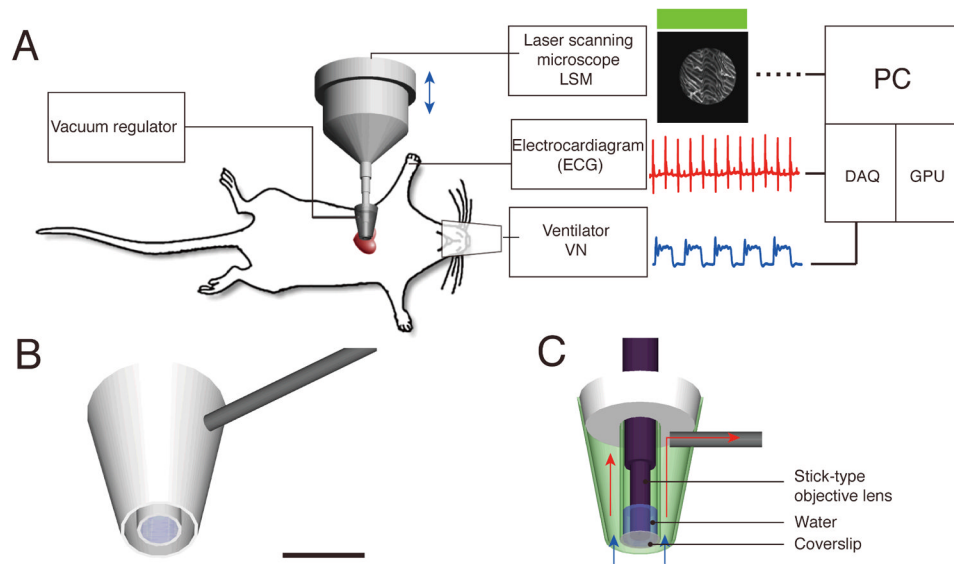 A
Laser scanning
microscope
LSM
PC
Vacuum regulator
Electrocardiagram
(ECG)
DAQ
GPU
Ventilator
VN
B
C
Stick-type
objective lens
Water
Coverslip